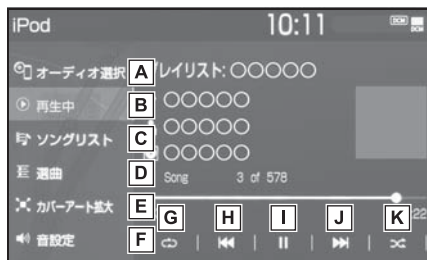 iPod 10:11 DCM
オーディオ選択 A レイリスト: ○○○○○
再生中 B ○○○○○
ソングリスト C ○○○○○
○○○○○
選曲 D Song 3 of 578
カバーアート拡大 E
音設定 F G H I J K